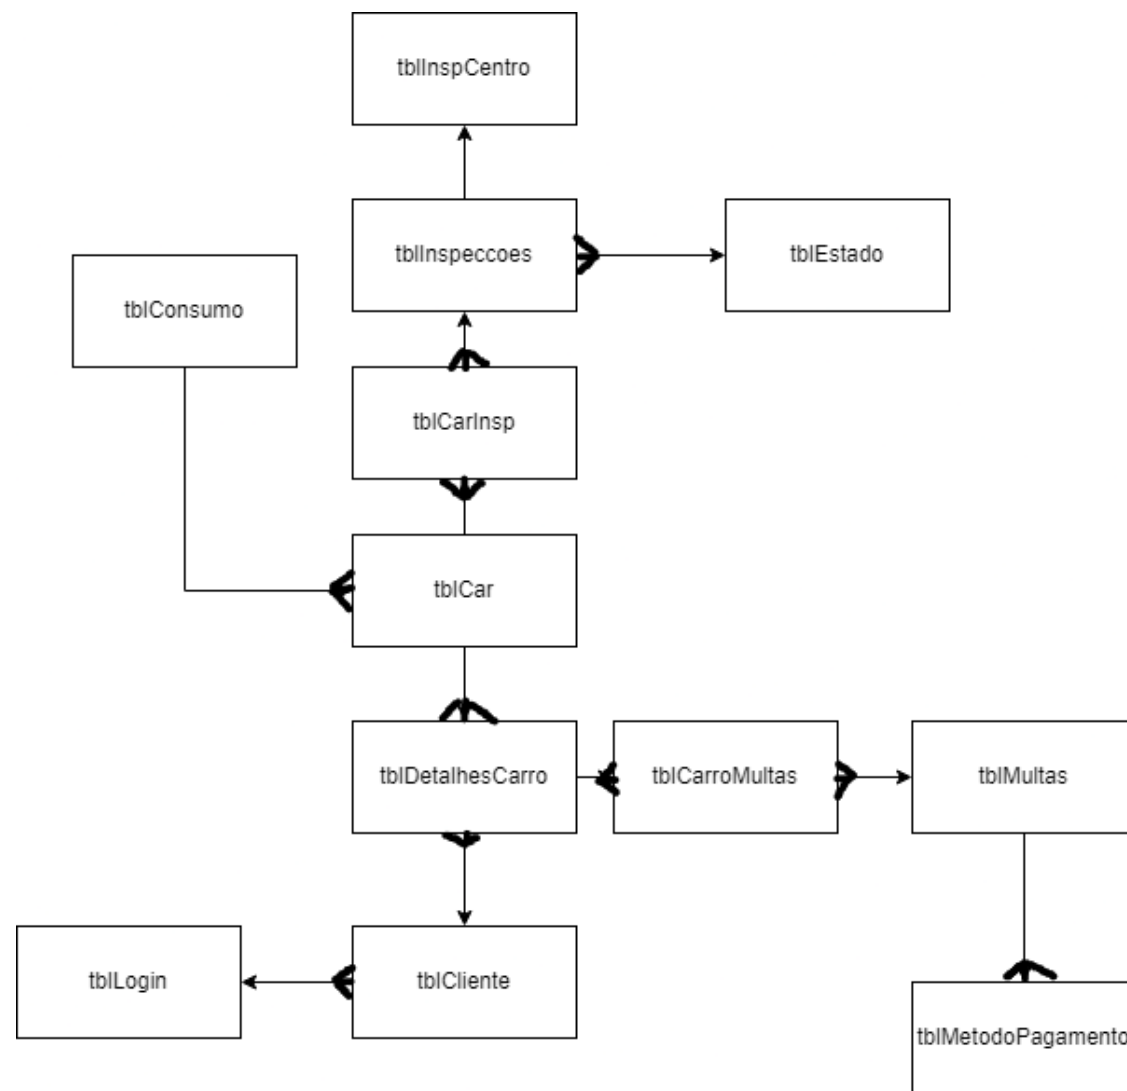 tblInspCentro
tblInspeccoes
tblEstado
tblConsumo
tblCarInsp
tblCar
tblDetalhesCarro
tblCarroMultas
tblMultas
tblLogin
tblCliente
tblMetodoPagamento